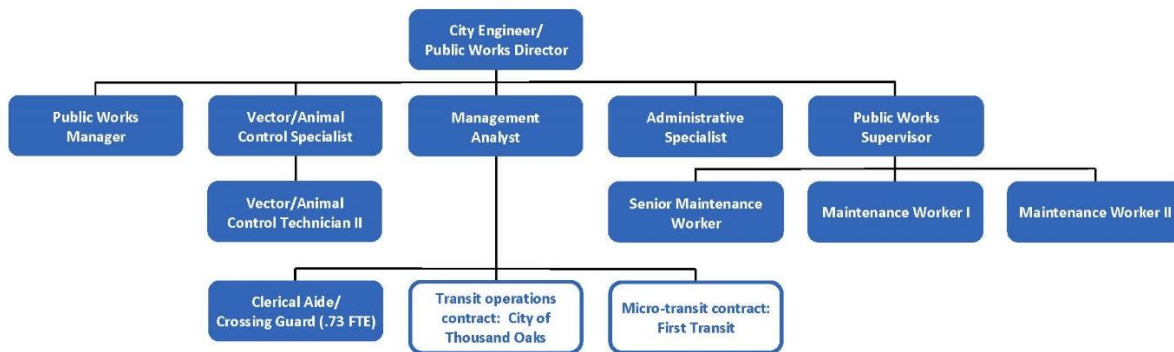 City Engineer/
Public Works Director
Public Works
Manager
Vector/Animal
Control Specialist
Management
Analyst
Administrative
Specialist
Public Works
Supervisor
Vector/Animal
Control Technician II
Senior Maintenance
Worker
Maintenance Worker I
Maintenance Worker II
Clerical Aide/
Crossing Guard (.73 FTE)
Transit operations
contract:  City of
Thousand Oaks
Micro-transit contract:
First Transit